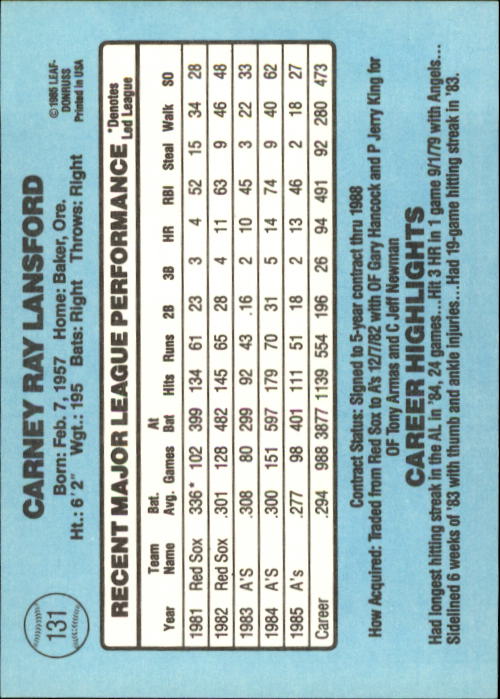 131
CARNEY RAY LANSFORD
©1985 LEAF-
DONRUSS
Printed in USA
Born: Feb. 7, 1957 Home: Baker, Ore.
Ht.: 6'2" Wgt.: 195 Bats: Right Throws: Right
RECENT MAJOR LEAGUE PERFORMANCE
*Denotes
Led League
Year Team Name Bat. Avg. Games At Bat Hits Runs 2B 3B HR RBI Steal Walk SO
1981 Red Sox .336* 102 399 134 61 23 3 4 52 15 34 28
1982 Red Sox .301 128 482 145 65 28 4 11 63 9 46 48
1983 A'S .308 80 299 92 43 .16 2 10 45 3 22 33
1984 A'S .300 151 597 179 70 31 5 14 74 9 40 62
1985 A's .277 98 401 111 51 18 2 13 46 2 18 27
Career .294 988 3877 1139 554 196 26 94 491 92 280 473
Contract Status: Signed to 5-year contract thru 1988
How Acquired: Traded from Red Sox to A's 12/7/82 with OF Gary Hancock and P Jerry King for
OF Tony Armas and C Jeff Newman
CAREER HIGHLIGHTS
Had longest hitting streak in the AL in '84, 24 games...Hit 3 HR in 1 game 9/1/79 with Angels...
Sidelined 6 weeks of '83 with thumb and ankle injuries...Had 19-game hitting streak in '83.